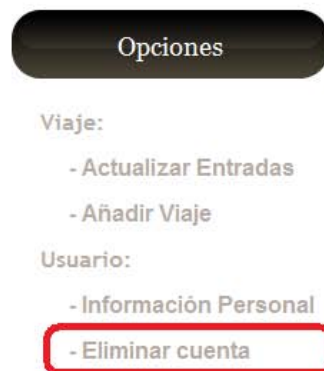 Opciones
Viaje:
- Actualizar Entradas
- Añadir Viaje
Usuario:
- Información Personal
- Eliminar cuenta